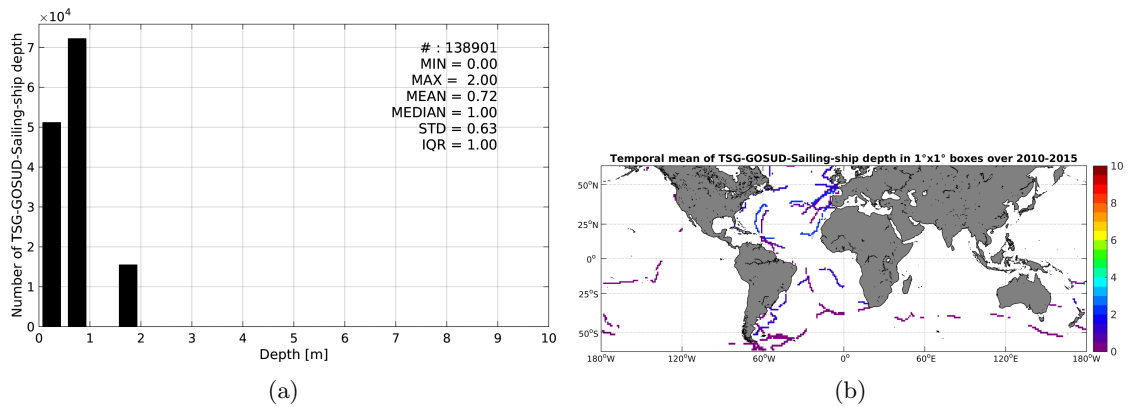 ×10⁴
7
6
5
4
3
2
1
0
Number of TSG-GOSUD-Sailing-ship depth
# : 138901
MIN = 0.00
MAX = 2.00
MEAN = 0.72
MEDIAN = 1.00
STD = 0.63
IQR = 1.00
0 1 2 3 4 5 6 7 8 9 10
Depth [m]
(a)
Temporal mean of TSG-GOSUD-Sailing-ship depth in 1°x1° boxes over 2010-2015
50°N
25°N
0°
25°S
50°S
180°W 120°W 60°W 0° 60°E 120°E 180°E
10
8
6
4
2
0
(b)